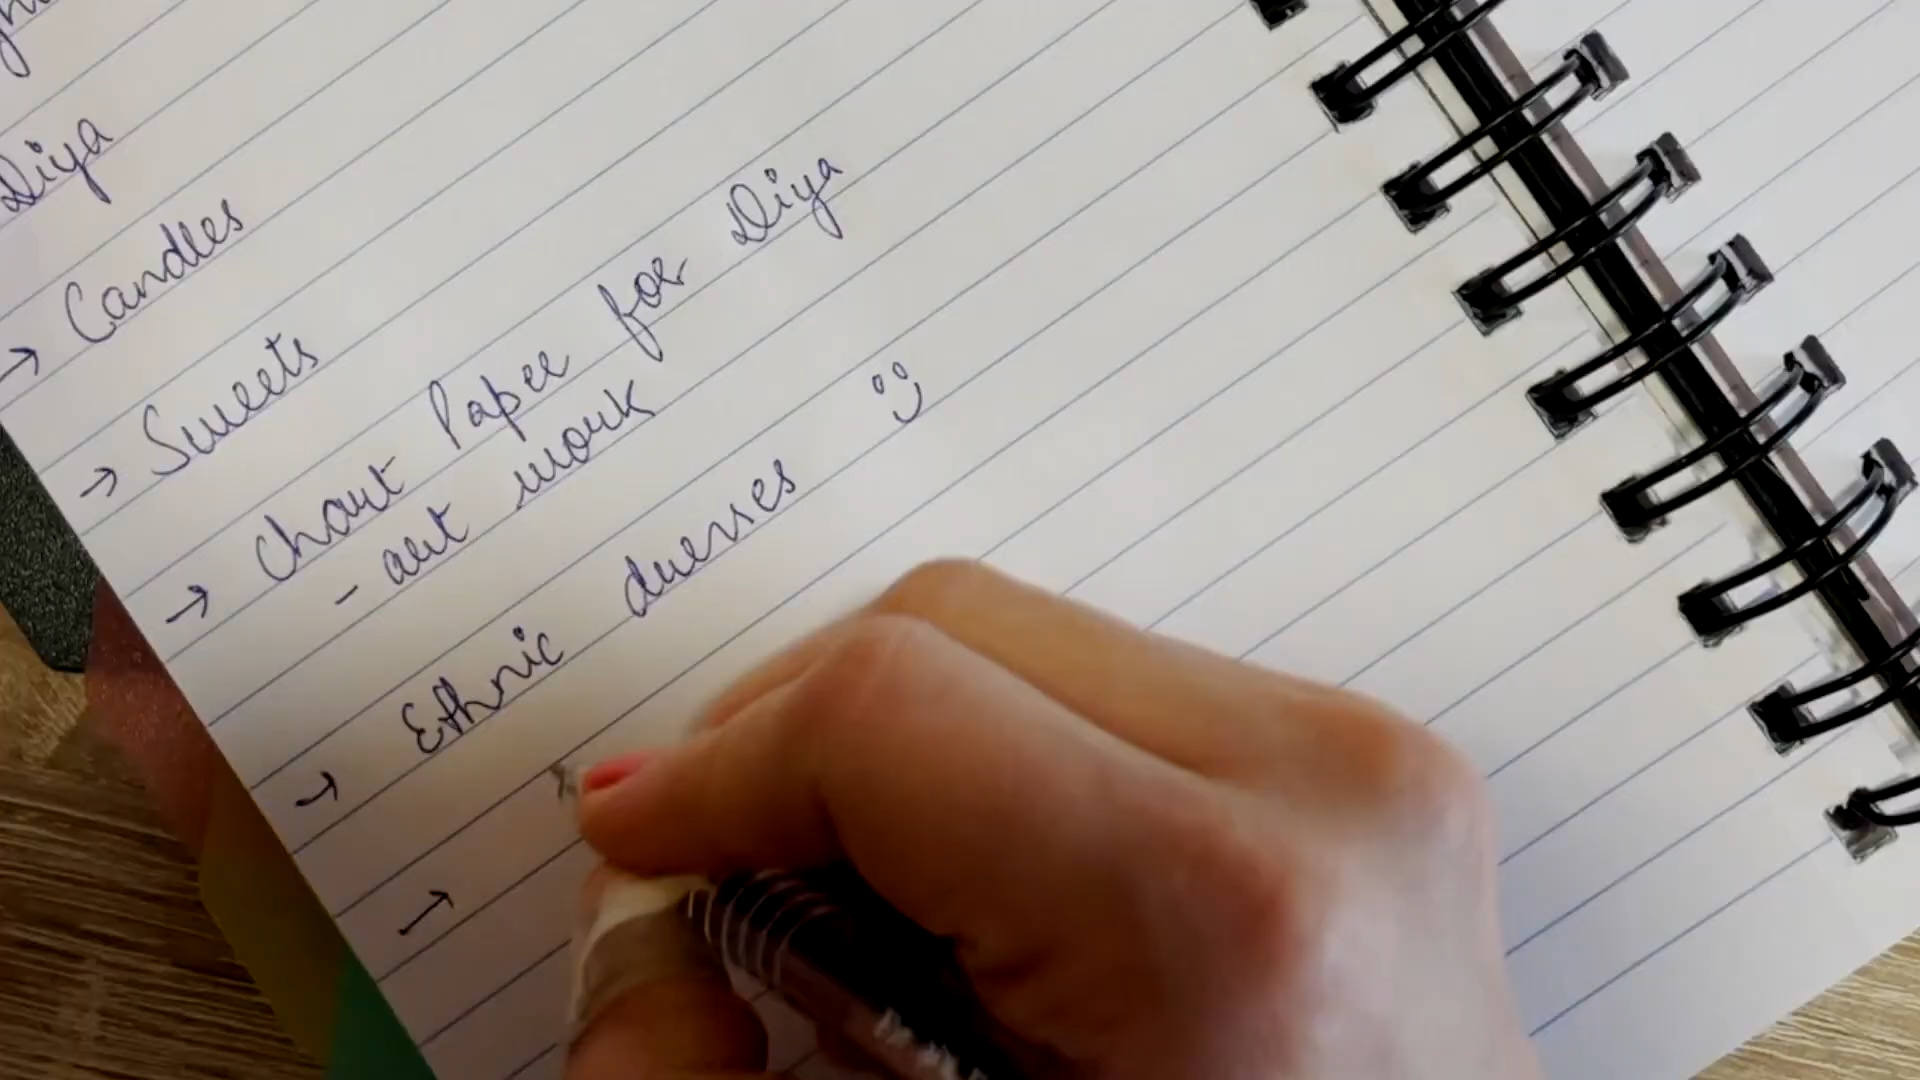 Diya
→ Candles
→ Sweets
→ Chart Paper for Diya
- art work
→ Ethnic dresses
→